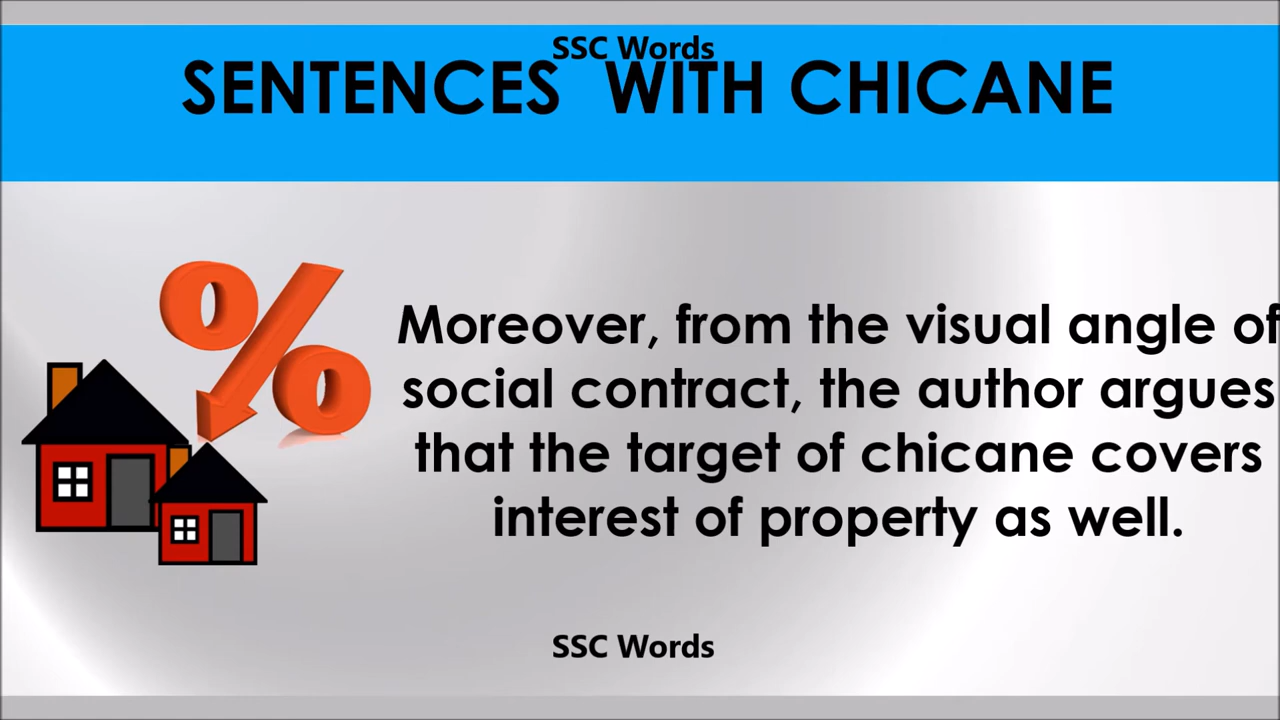 SSC Words
SENTENCES WITH CHICANE
%
Moreover, from the visual angle of
social contract, the author argues
that the target of chicane covers
interest of property as well.
SSC Words